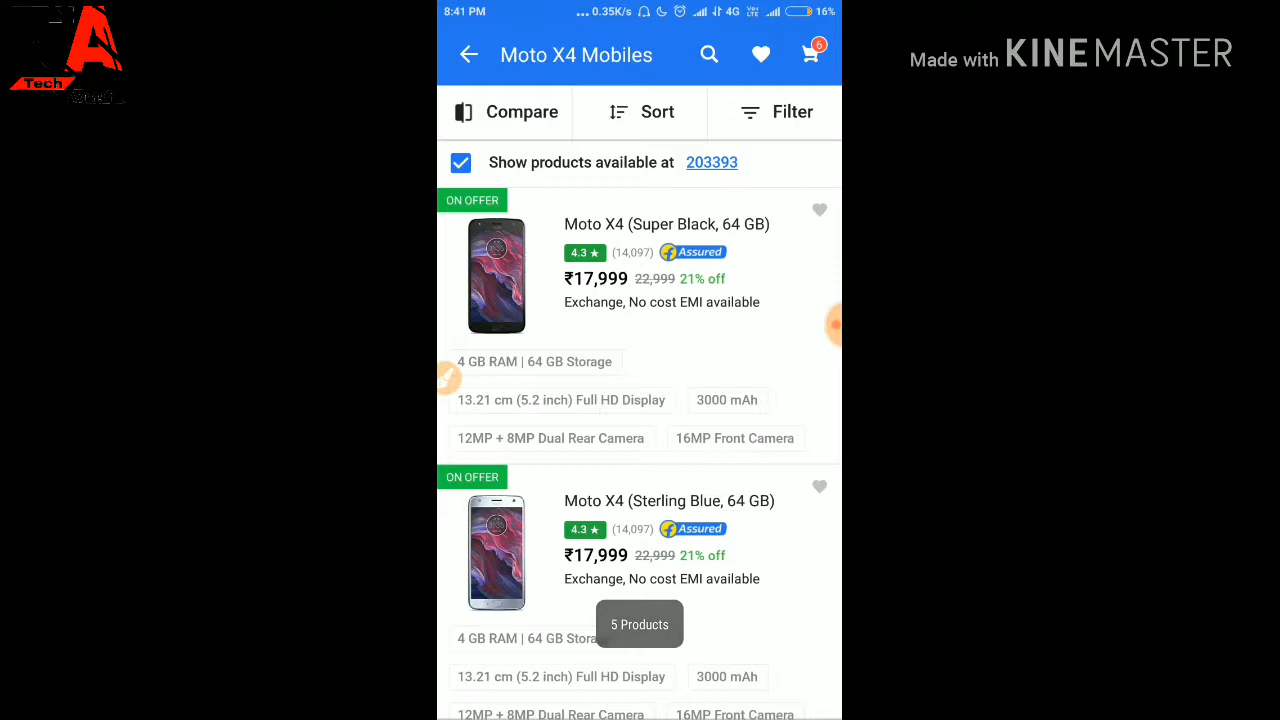 TA
Tech
8:41 PM ... 0.35K/s 4G VoLTE 16%
Moto X4 Mobiles 6
Made with KINEMASTER
Compare Sort Filter
Show products available at 203393
ON OFFER
Moto X4 (Super Black, 64 GB)
4.3 ★ (14,097) Assured
₹17,999 22,999 21% off
Exchange, No cost EMI available
4 GB RAM | 64 GB Storage
13.21 cm (5.2 inch) Full HD Display 3000 mAh
12MP + 8MP Dual Rear Camera 16MP Front Camera
ON OFFER
Moto X4 (Sterling Blue, 64 GB)
4.3 ★ (14,097) Assured
₹17,999 22,999 21% off
Exchange, No cost EMI available
5 Products
4 GB RAM | 64 GB Stora
13.21 cm (5.2 inch) Full HD Display 3000 mAh
12MP + 8MP Dual Rear Camera 16MP Front Camera